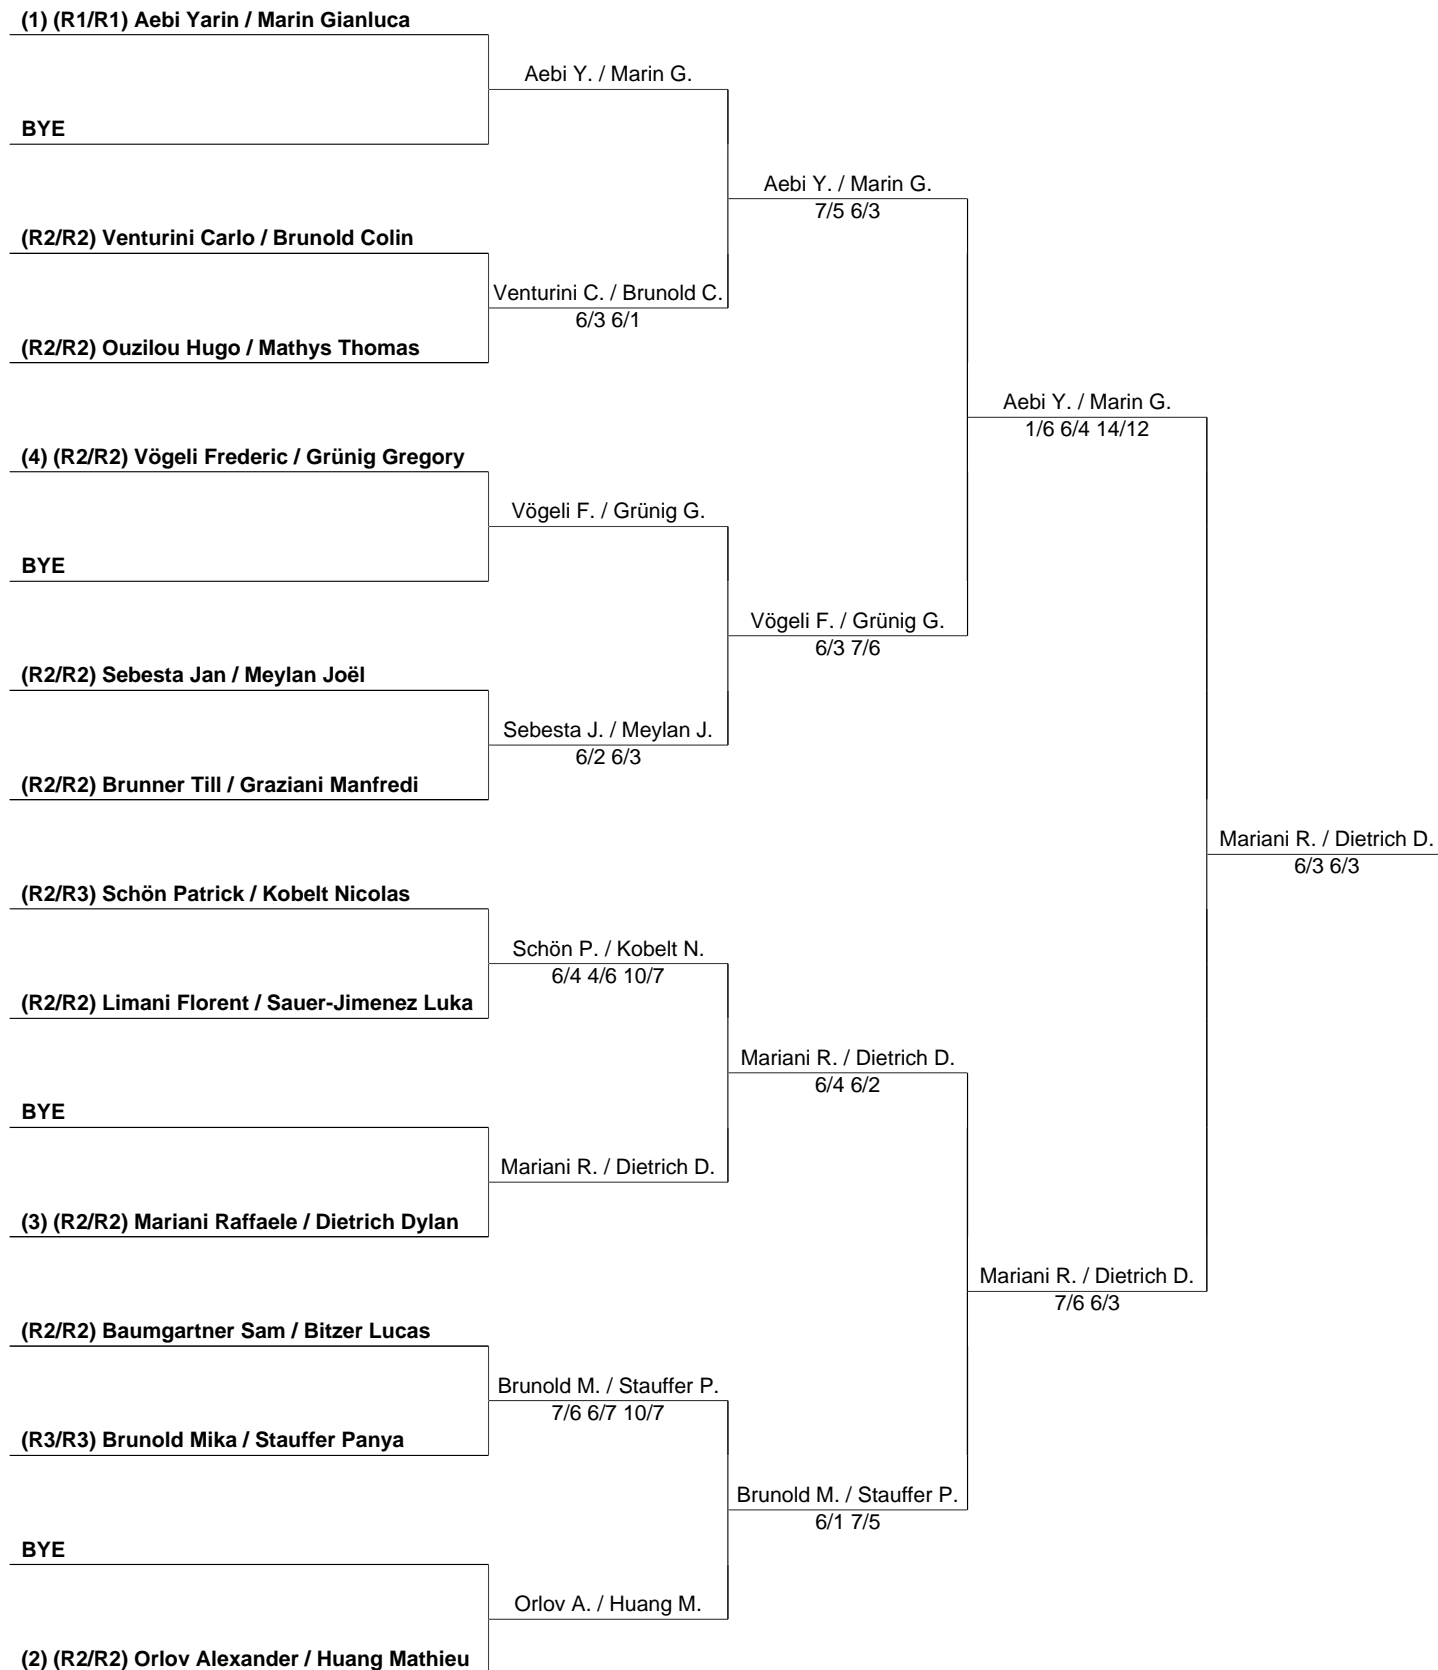 (1) (R1/R1) Aebi Yarin / Marin Gianluca
Aebi Y. / Marin G.
BYE
Aebi Y. / Marin G.
7/5 6/3
(R2/R2) Venturini Carlo / Brunold Colin
Venturini C. / Brunold C.
6/3 6/1
(R2/R2) Ouzilou Hugo / Mathys Thomas
Aebi Y. / Marin G.
1/6 6/4 14/12
(4) (R2/R2) Vögeli Frederic / Grünig Gregory
Vögeli F. / Grünig G.
BYE
Vögeli F. / Grünig G.
6/3 7/6
(R2/R2) Sebesta Jan / Meylan Joël
Sebesta J. / Meylan J.
6/2 6/3
(R2/R2) Brunner Till / Graziani Manfredi
Mariani R. / Dietrich D.
6/3 6/3
(R2/R3) Schön Patrick / Kobelt Nicolas
Schön P. / Kobelt N.
6/4 4/6 10/7
(R2/R2) Limani Florent / Sauer-Jimenez Luka
Mariani R. / Dietrich D.
6/4 6/2
BYE
Mariani R. / Dietrich D.
(3) (R2/R2) Mariani Raffaele / Dietrich Dylan
Mariani R. / Dietrich D.
7/6 6/3
(R2/R2) Baumgartner Sam / Bitzer Lucas
Brunold M. / Stauffer P.
7/6 6/7 10/7
(R3/R3) Brunold Mika / Stauffer Panya
Brunold M. / Stauffer P.
6/1 7/5
BYE
Orlov A. / Huang M.
(2) (R2/R2) Orlov Alexander / Huang Mathieu